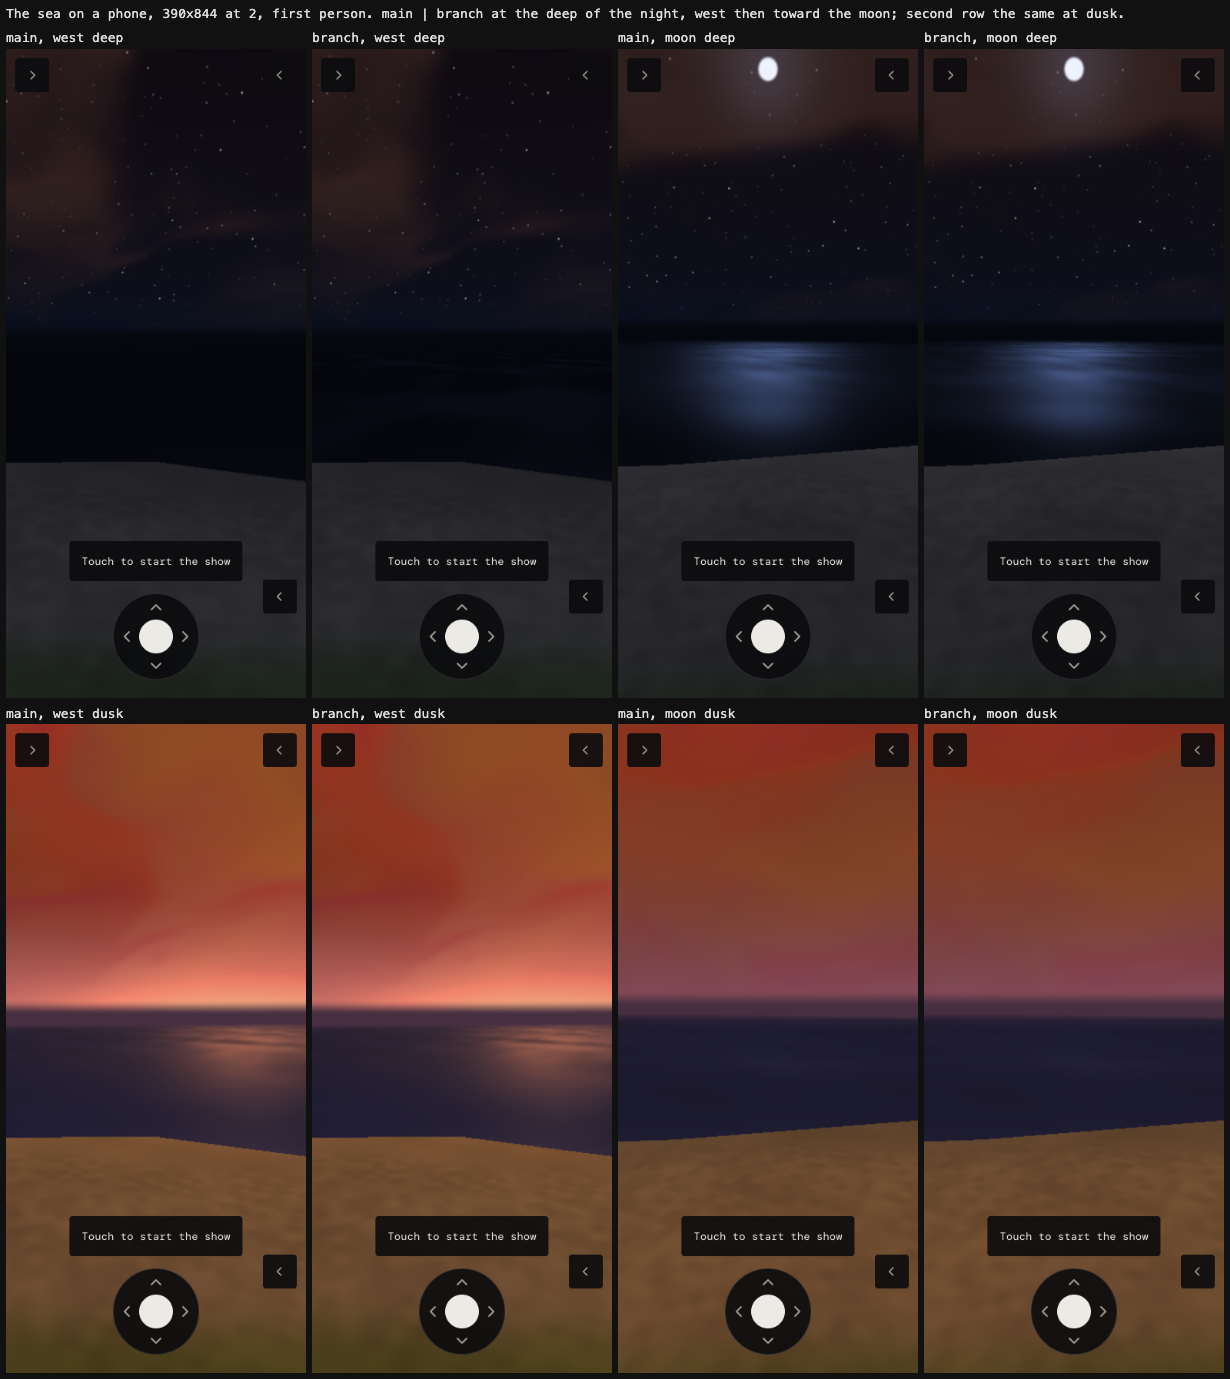 The sea on a phone, 390x844 at 2, first person. main | branch at the deep of the night, west then toward the moon; second row the same at dusk.
main, west deep
branch, west deep
main, moon deep
branch, moon deep
Touch to start the show
Touch to start the show
Touch to start the show
Touch to start the show
main, west dusk
branch, west dusk
main, moon dusk
branch, moon dusk
Touch to start the show
Touch to start the show
Touch to start the show
Touch to start the show